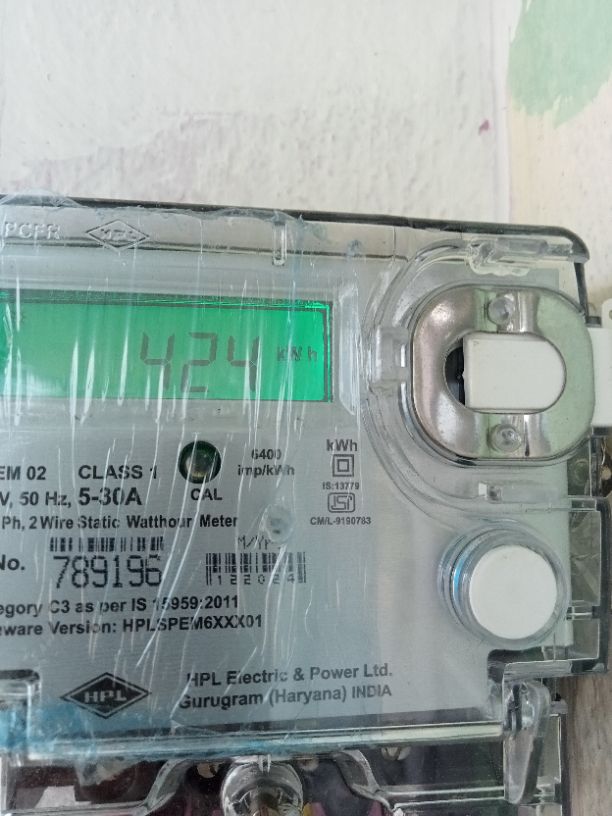 424 kWh
EM 02 CLASS 1
6400
imp/kWh
kWh
IS:13779
V, 50 Hz, 5-30A
CAL
CM/L-9190783
Ph, 2 Wire Static Watthour Meter
No. 789196
122024
egory C3 as per IS 15959:2011
ware Version: HPLSPEM6XXX01
HPL
HPL Electric & Power Ltd.
Gurugram (Haryana) INDIA